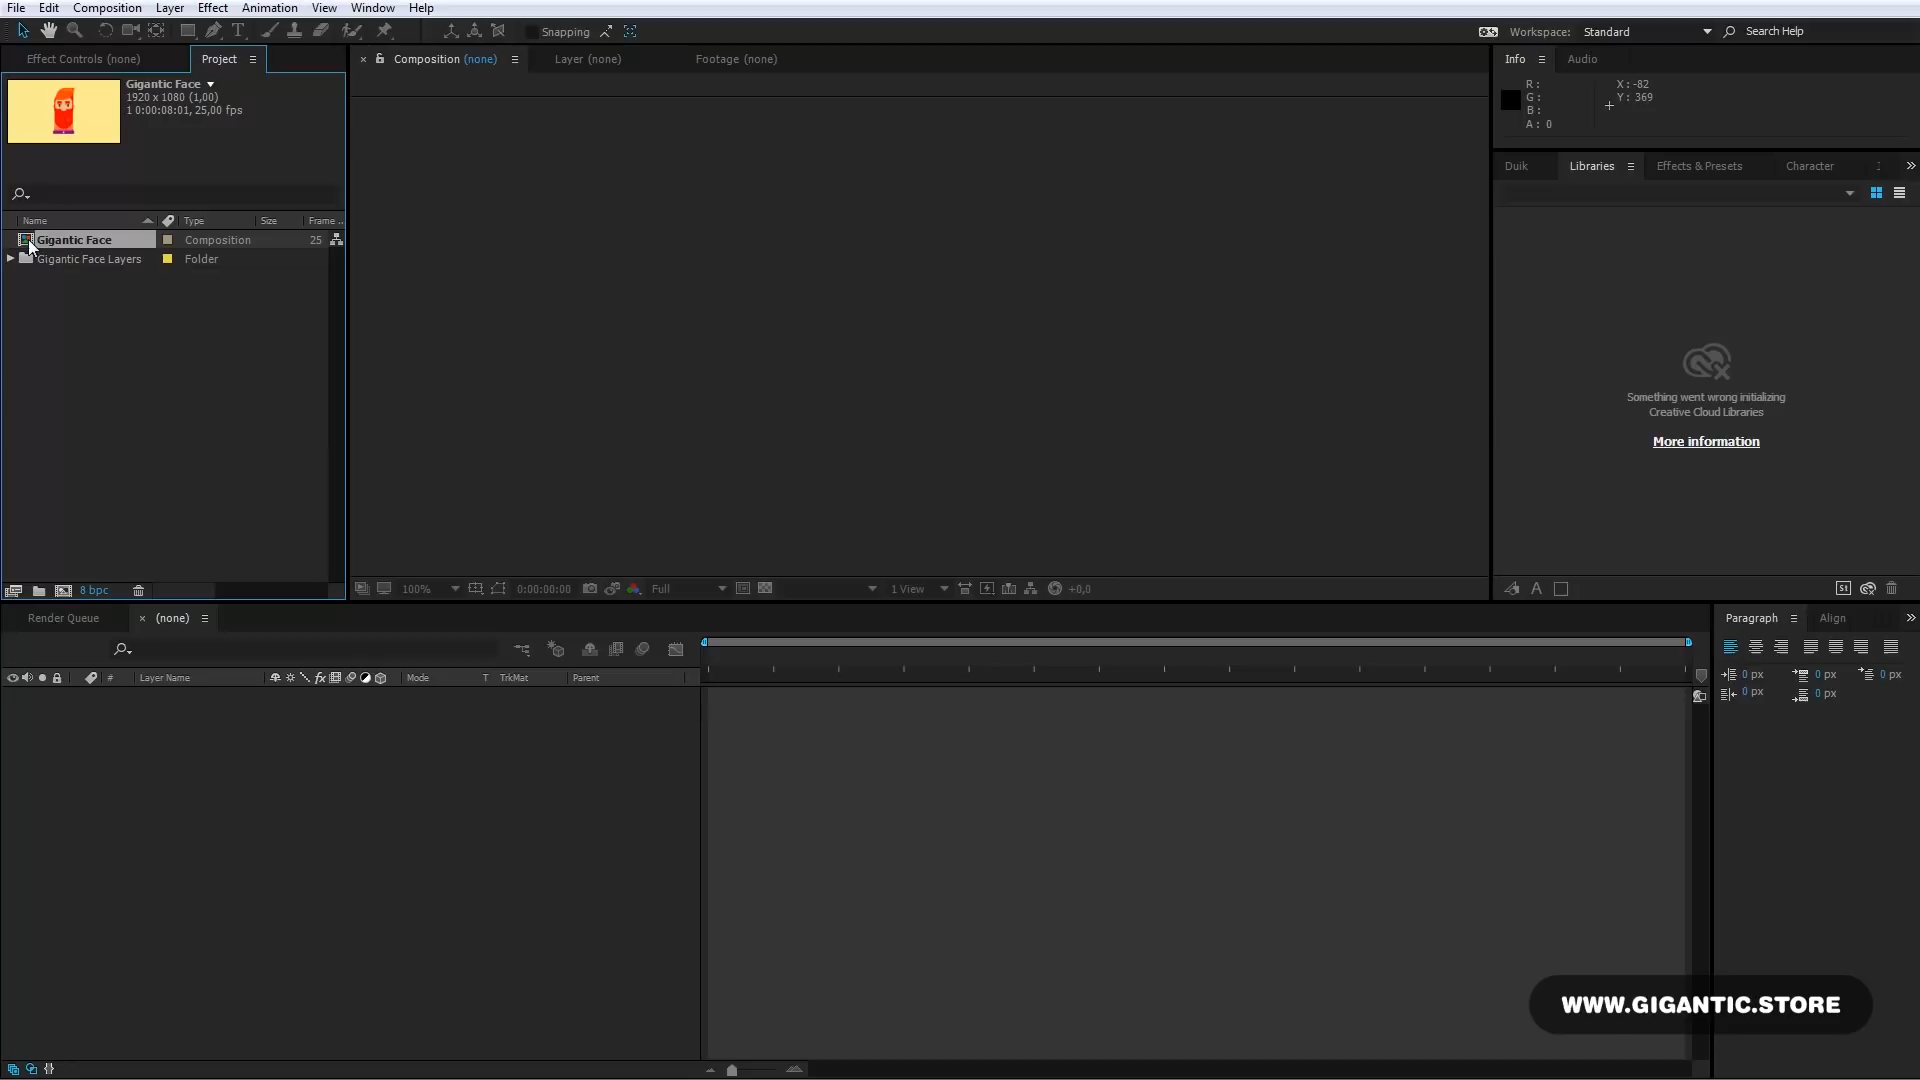 File Edit Composition Layer Effect Animation View Window Help
Snapping
Workspace: Standard Search Help
Effect Controls (none) Project
Composition (none) Layer (none) Footage (none)
Info Audio
Gigantic Face
1920 x 1080 (1,00)
1 0:00:08:01, 25,00 fps
R:
G:
B:
A: 0
X: -82
Y: 369
Duik Libraries Effects & Presets Character
Name Type Size Frame ..
Gigantic Face Composition 25
Gigantic Face Layers Folder
Something went wrong initializing
Creative Cloud Libraries
More information
8 bpc
100% 0:00:00:00 Full 1 View +0,0
St
A
Render Queue (none)
Paragraph Align
# Layer Name fx Mode T TrkMat Parent
0 px 0 px 0 px
0 px 0 px
WWW.GIGANTIC.STORE